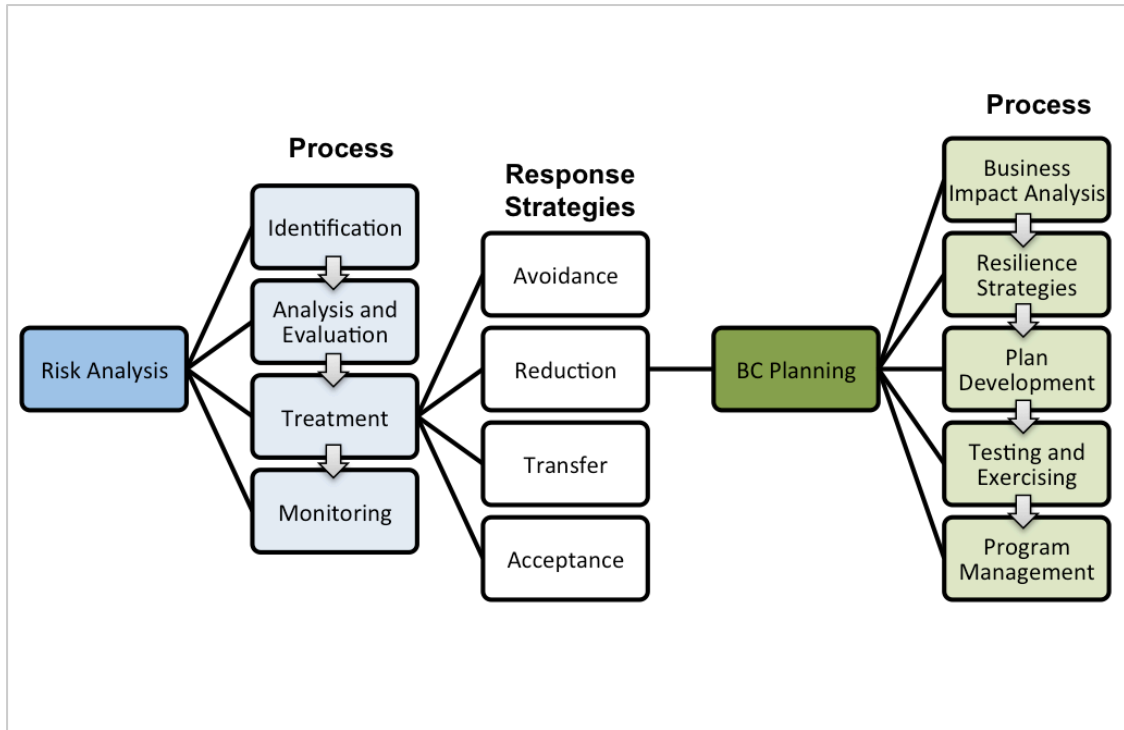 Process
Identification
Analysis and
Evaluation
Risk Analysis
Treatment
Monitoring
Response
Strategies
Avoidance
Reduction
Transfer
Acceptance
BC Planning
Process
Business
Impact Analysis
Resilience
Strategies
Plan
Development
Testing and
Exercising
Program
Management